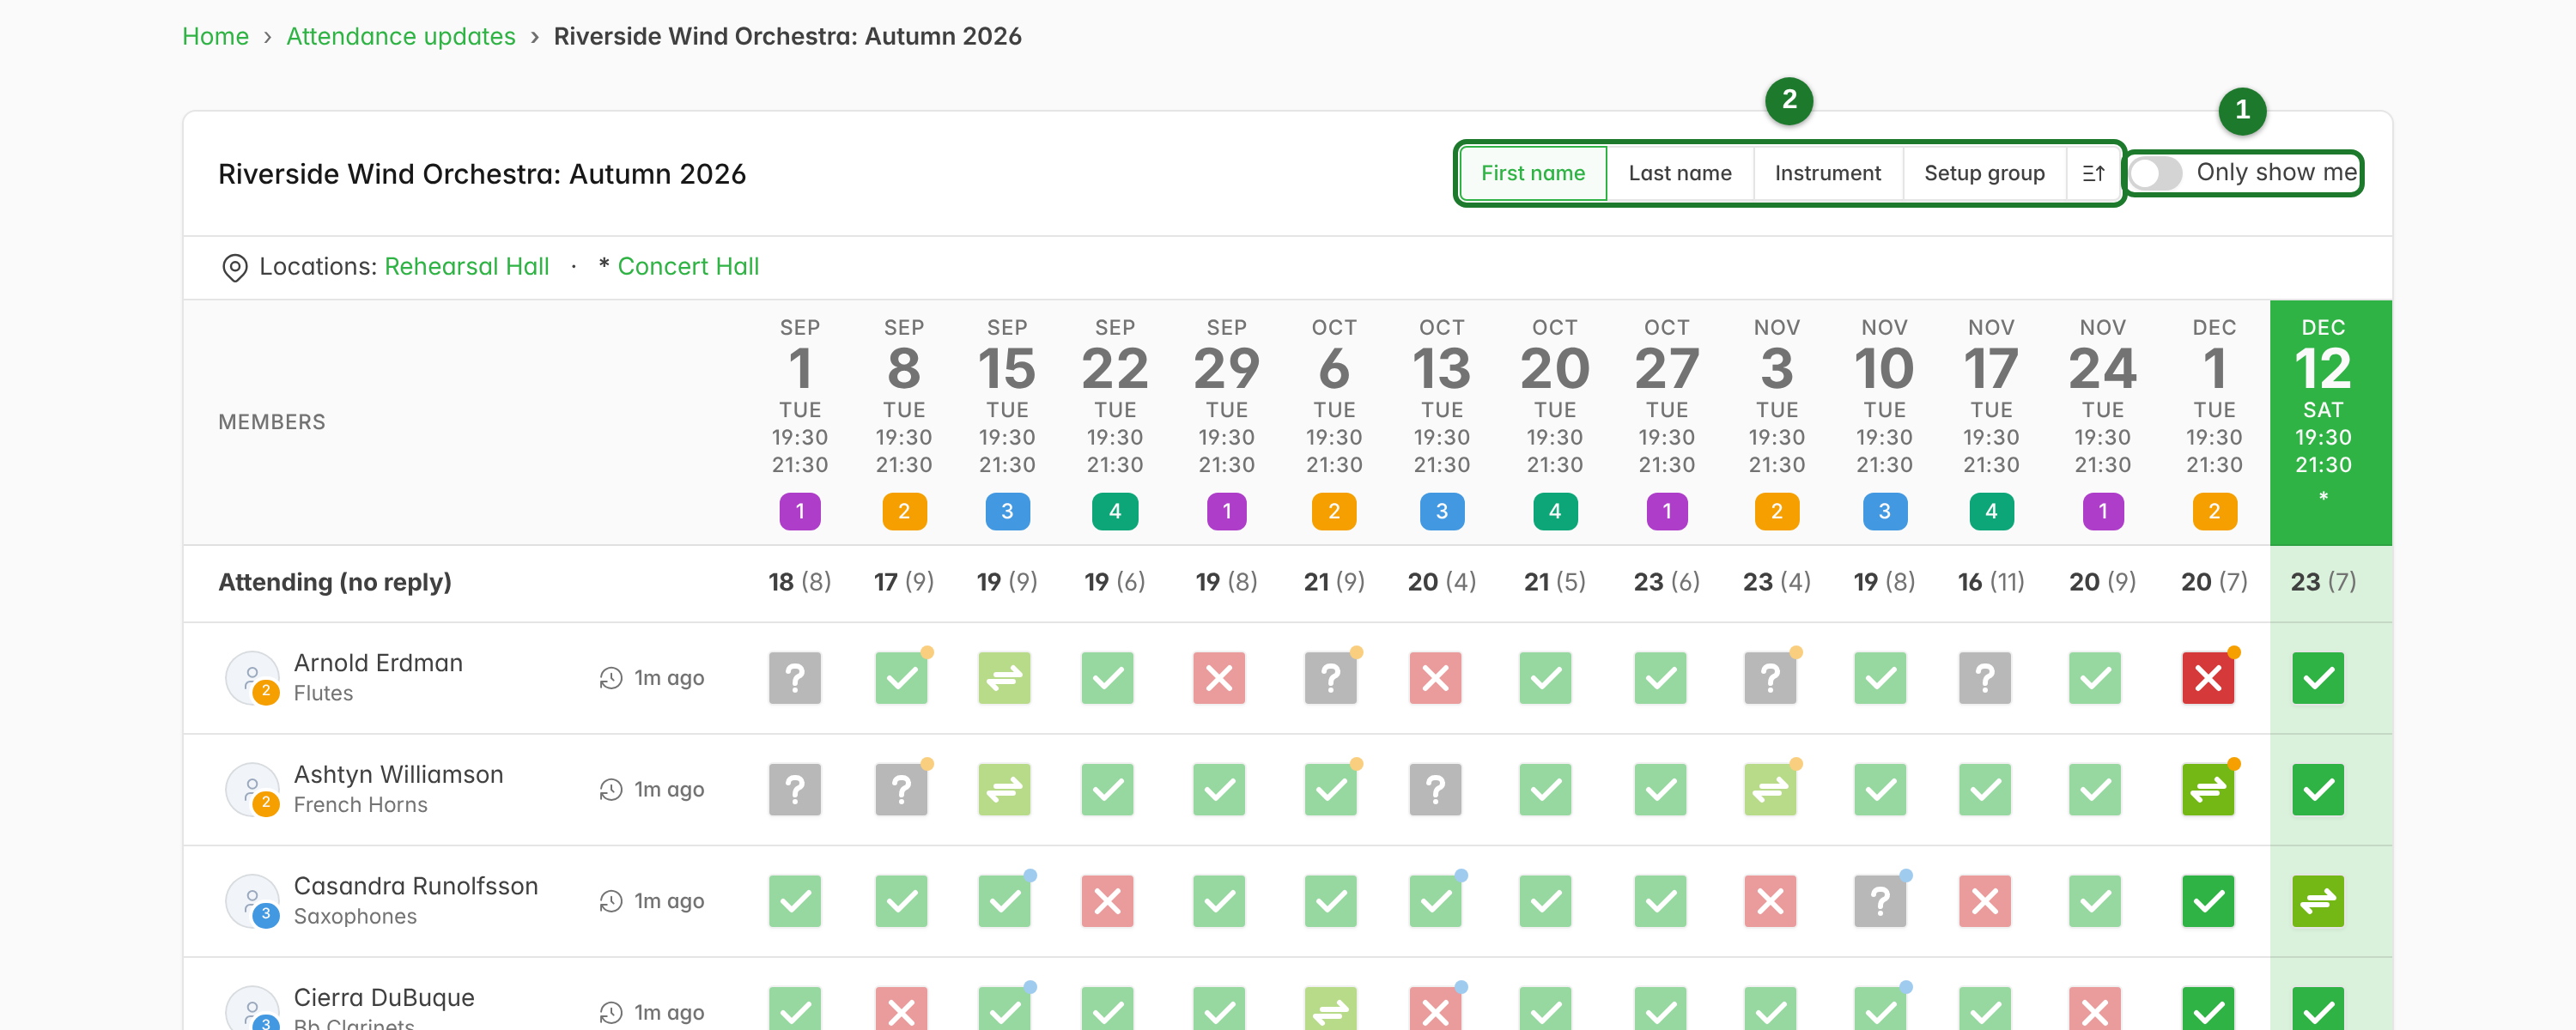 Home › Attendance updates › Riverside Wind Orchestra: Autumn 2026
2
1
Riverside Wind Orchestra: Autumn 2026
First name Last name Instrument Setup group Only show me
Locations: Rehearsal Hall · * Concert Hall
SEP SEP SEP SEP SEP OCT OCT OCT OCT NOV NOV NOV NOV DEC DEC
1 8 15 22 29 6 13 20 27 3 10 17 24 1 12
MEMBERS TUE TUE TUE TUE TUE TUE TUE TUE TUE TUE TUE TUE TUE TUE SAT
19:30 19:30 19:30 19:30 19:30 19:30 19:30 19:30 19:30 19:30 19:30 19:30 19:30 19:30 19:30
21:30 21:30 21:30 21:30 21:30 21:30 21:30 21:30 21:30 21:30 21:30 21:30 21:30 21:30 21:30
1 2 3 4 1 2 3 4 1 2 3 4 1 2 *
Attending (no reply) 18 (8) 17 (9) 19 (9) 19 (6) 19 (8) 21 (9) 20 (4) 21 (5) 23 (6) 23 (4) 19 (8) 16 (11) 20 (9) 20 (7) 23 (7)
Arnold Erdman
2 Flutes 1m ago ? ? ? ?
Ashtyn Williamson
2 French Horns 1m ago ? ? ?
Casandra Runolfsson
3 Saxophones 1m ago ?
Cierra DuBuque
3 Bb Clarinets 1m ago